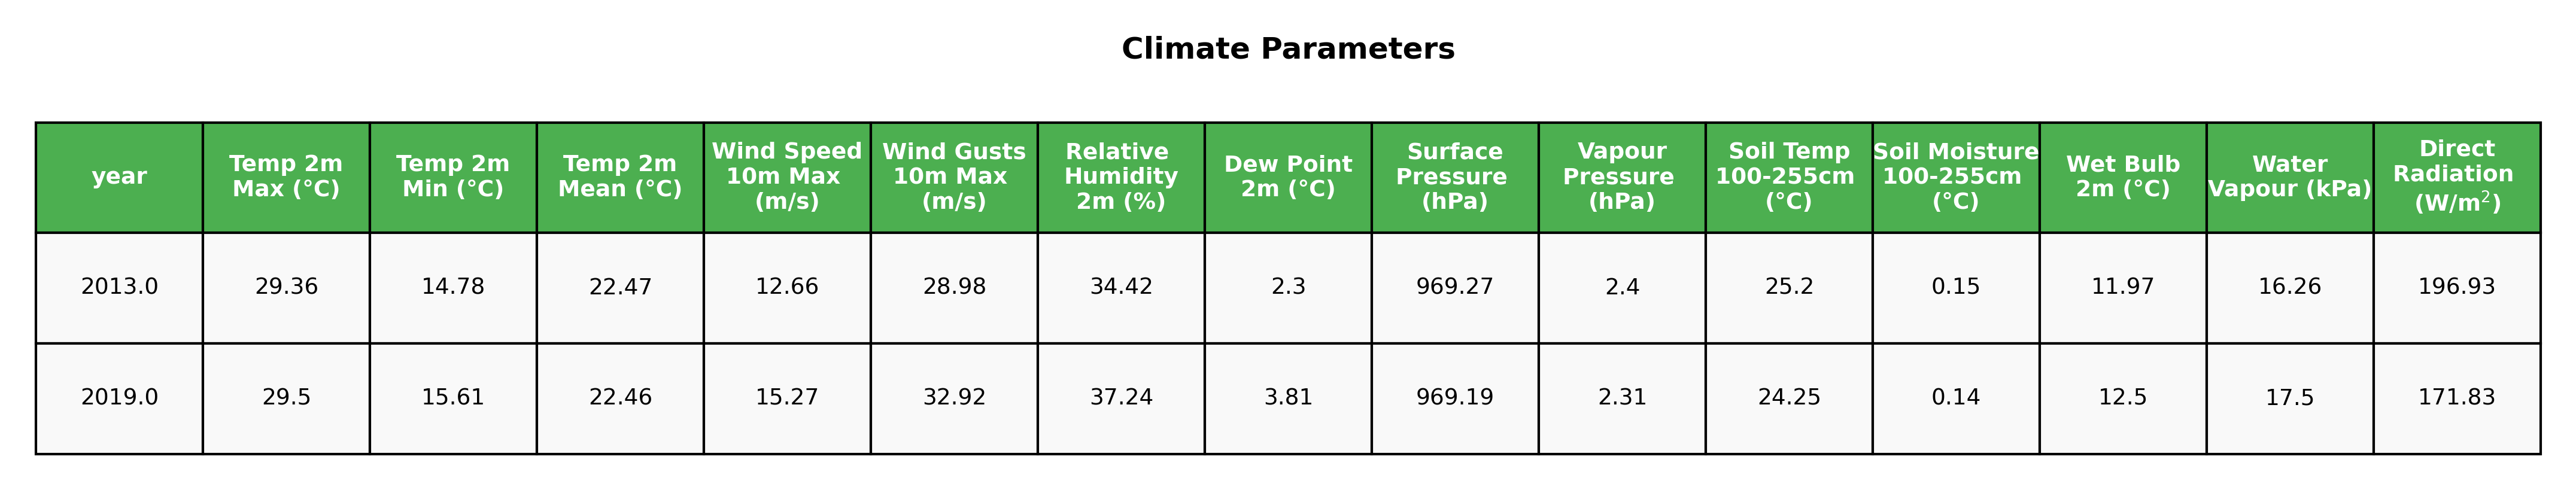 Climate Parameters
year
Temp 2m
Max (°C)
Temp 2m
Min (°C)
Temp 2m
Mean (°C)
Wind Speed
10m Max
(m/s)
Wind Gusts
10m Max
(m/s)
Relative
Humidity
2m (%)
Dew Point
2m (°C)
Surface
Pressure
(hPa)
Vapour
Pressure
(hPa)
Soil Temp
100-255cm
(°C)
Soil Moisture
100-255cm
(°C)
Wet Bulb
2m (°C)
Water
Vapour (kPa)
Direct
Radiation
(W/m²)
2013.0 29.36 14.78 22.47 12.66 28.98 34.42 2.3 969.27 2.4 25.2 0.15 11.97 16.26 196.93
2019.0 29.5 15.61 22.46 15.27 32.92 37.24 3.81 969.19 2.31 24.25 0.14 12.5 17.5 171.83